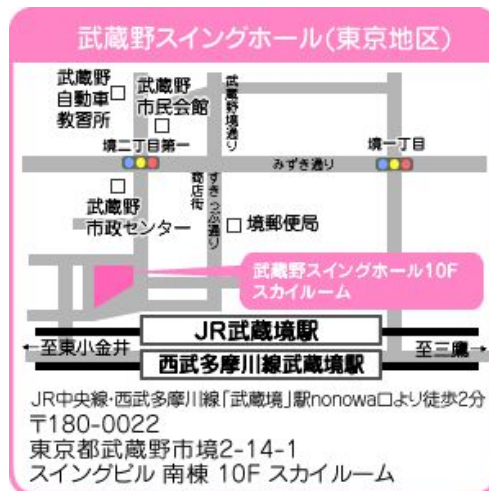 武蔵野スイングホール(東京地区)
武蔵野
自動車
教習所
武蔵野
市民会館
武蔵野境通り
境二丁目第一
境一丁目
みずき通り
武蔵野
市政センター
すきっぷ通り
商店街
境郵便局
武蔵野スイングホール10F
スカイルーム
JR武蔵境駅
←至東小金井
至三鷹→
西武多摩川線武蔵境駅
JR中央線・西武多摩川線「武蔵境」駅nonowa口より徒歩2分
〒180-0022
東京都武蔵野市境2-14-1
スイングビル 南棟 10F スカイルーム